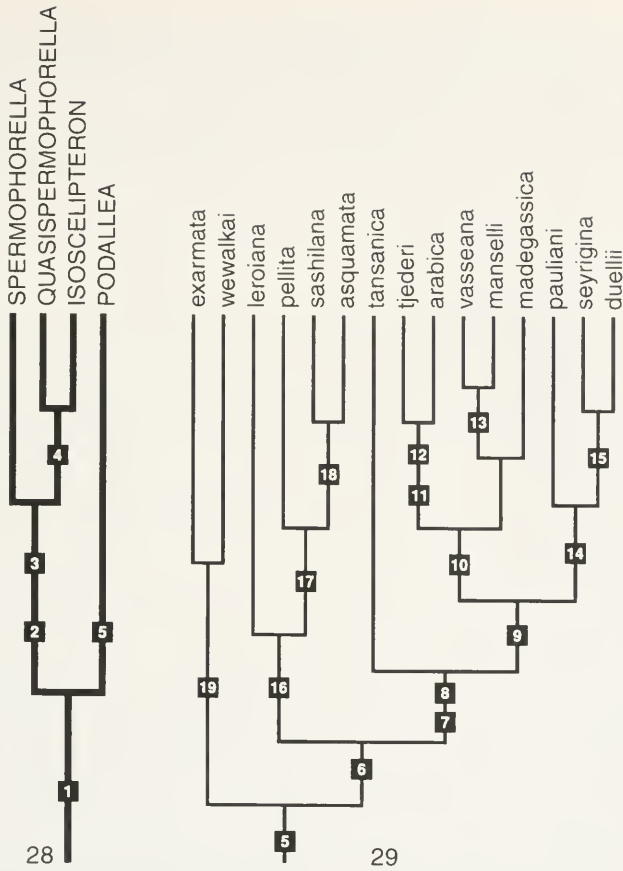 SPERMOPHORELLA
QUASISPERMOPHORELLA
ISOSCELIPTERON
PODALLEA
4
3
2
5
1
28
exarmata
wewalkai
leroiana
pellita
sashilana
asquamata
tansanica
tjederi
arabica
vasseana
manselli
madegassica
pauliani
seyrigina
duellii
13
12
15
18
11
14
10
17
9
19
16
8
7
6
5
29